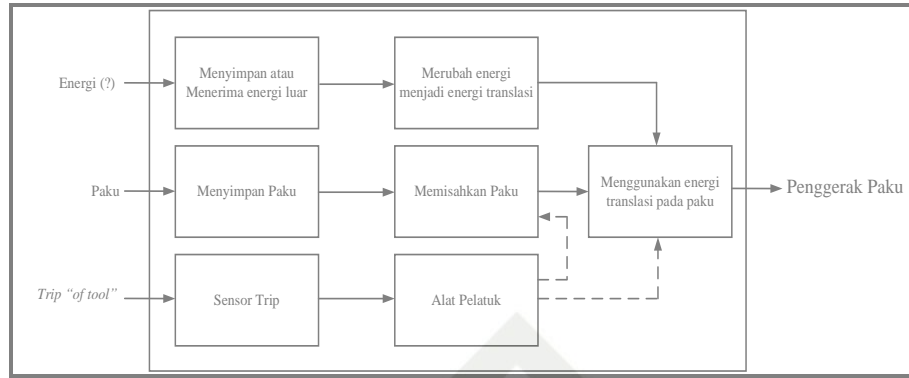 Energi (?)
Menyimpan atau
Menerima energi luar
Merubah energi
menjadi energi translasi
Paku
Menyimpan Paku
Memisahkan Paku
Menggunakan energi
translasi pada paku
Penggerak Paku
Trip “of tool”
Sensor Trip
Alat Pelatuk